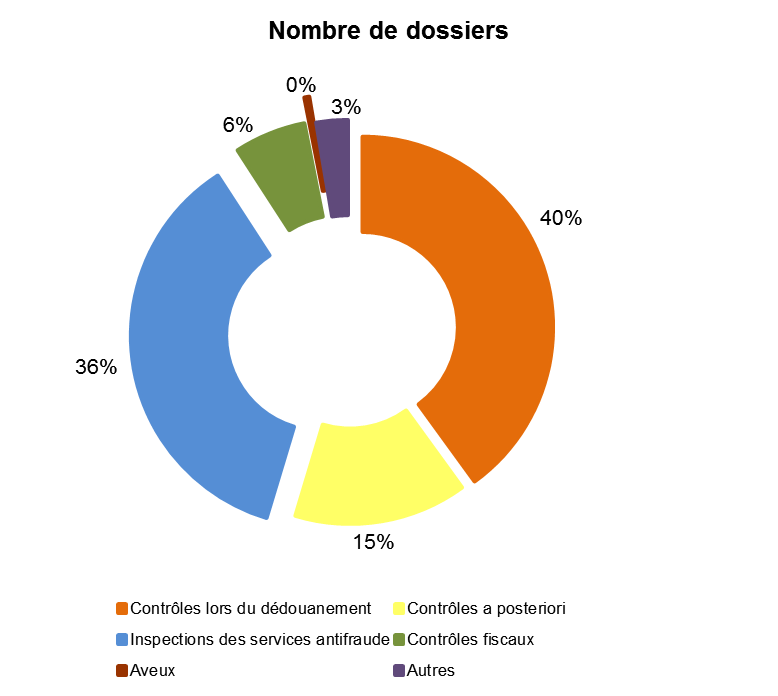 Nombre de dossiers
0%
3%
6%
40%
36%
15%
Contrôles lors du dédouanement
Contrôles a posteriori
Inspections des services antifraude
Contrôles fiscaux
Aveux
Autres